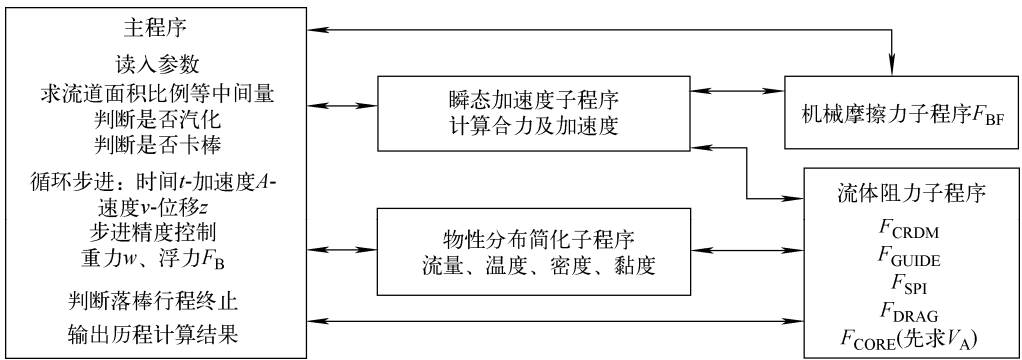 主程序
读入参数
求流道面积比例等中间量
判断是否汽化
判断是否卡棒
循环步进：时间t-加速度A-
速度v-位移z
步进精度控制
重力w、浮力F_B
判断落棒行程终止
输出历程计算结果
瞬态加速度子程序
计算合力及加速度
物性分布简化子程序
流量、温度、密度、黏度
机械摩擦力子程序F_BF
流体阻力子程序
F_CRDM
F_GUIDE
F_SPI
F_DRAG
F_CORE(先求V_A)